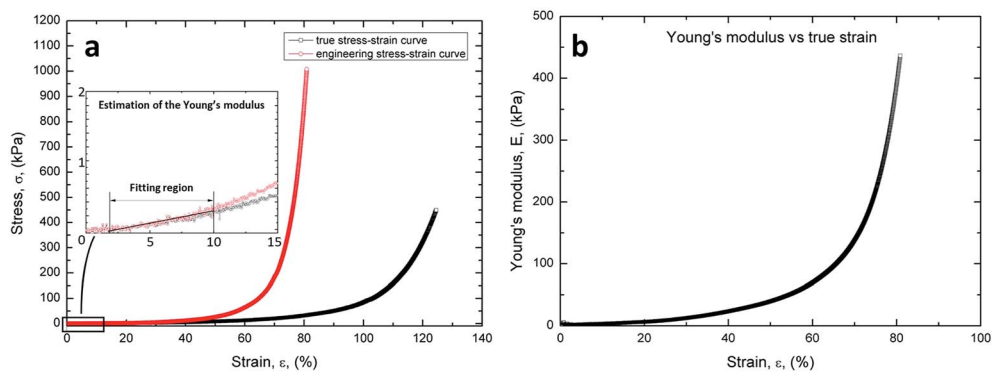 a
true stress-strain curve
engineering stress-strain curve
1200
1100
1000
900
800
700
600
500
400
300
200
100
0
Stress, σ, (kPa)
0 20 40 60 80 100 120 140
Strain, ε, (%)
Estimation of the Young's modulus
Fitting region
2
1
0
5 10 15
b
Young's modulus vs true strain
500
400
300
200
100
0
Young's modulus, E, (kPa)
0 20 40 60 80 100
Strain, ε, (%)